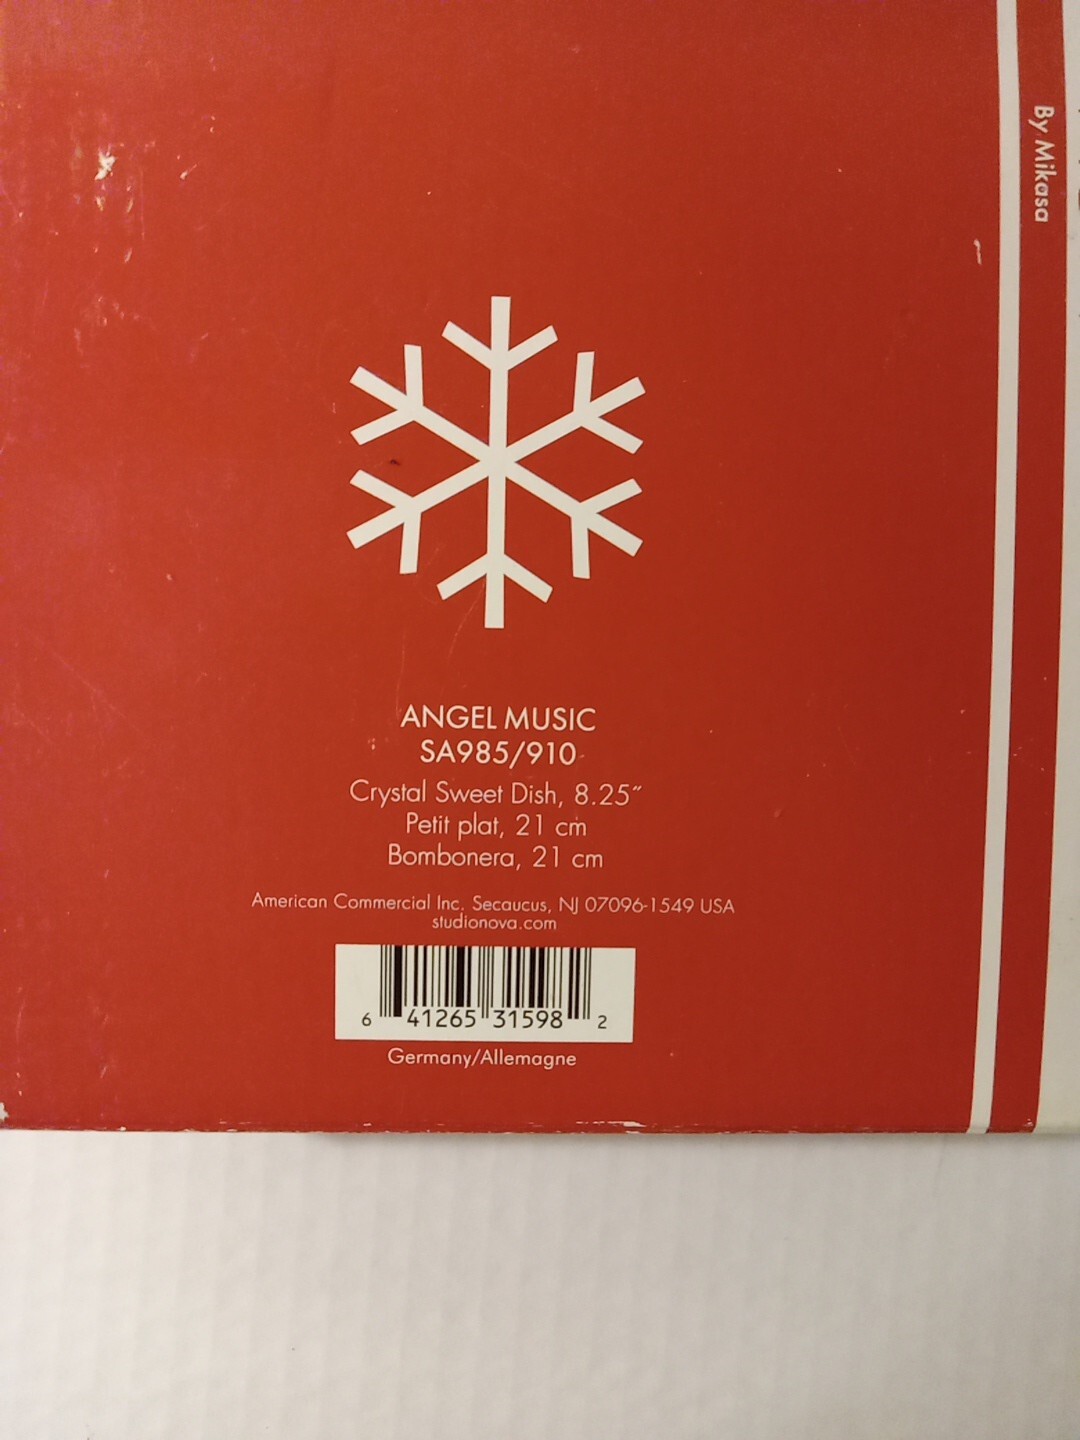 By Mikasa
ANGEL MUSIC
SA985/910
Crystal Sweet Dish, 8.25″
Petit plat, 21 cm
Bombonera, 21 cm
American Commercial Inc. Secaucus, NJ 07096-1549 USA
studionova.com
6 41265 31598 2
Germany/Allemagne